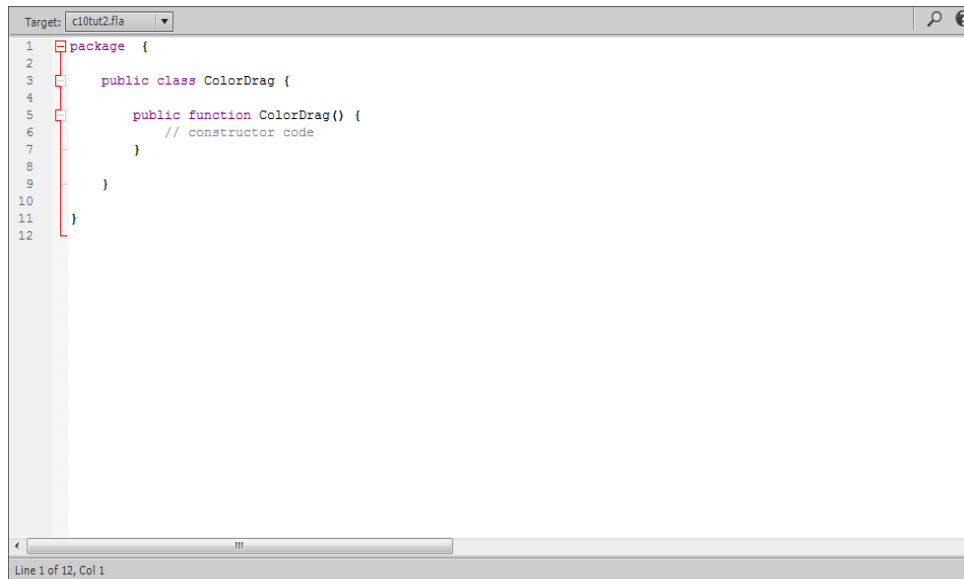 Target: c10tut2.fla
1 package {
2
3 public class ColorDrag {
4
5 public function ColorDrag() {
6 // constructor code
7 }
8
9 }
10
11 }
12
Line 1 of 12, Col 1